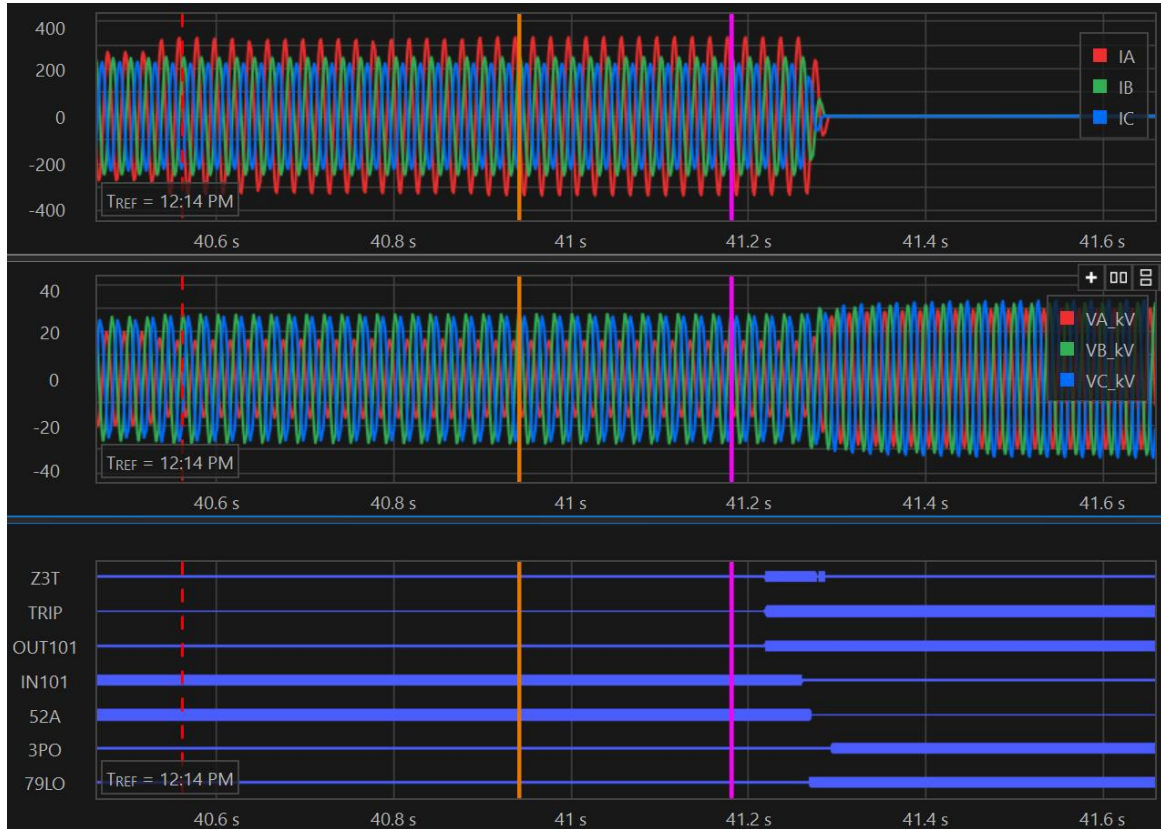 400
200
0
-200
-400
IA
IB
IC
TREF = 12:14 PM
40.6 s 40.8 s 41 s 41.2 s 41.4 s 41.6 s
40
20
0
-20
-40
VA_kV
VB_kV
VC_kV
TREF = 12:14 PM
40.6 s 40.8 s 41 s 41.2 s 41.4 s 41.6 s
Z3T
TRIP
OUT101
IN101
52A
3PO
79LO
TREF = 12:14 PM
40.6 s 40.8 s 41 s 41.2 s 41.4 s 41.6 s